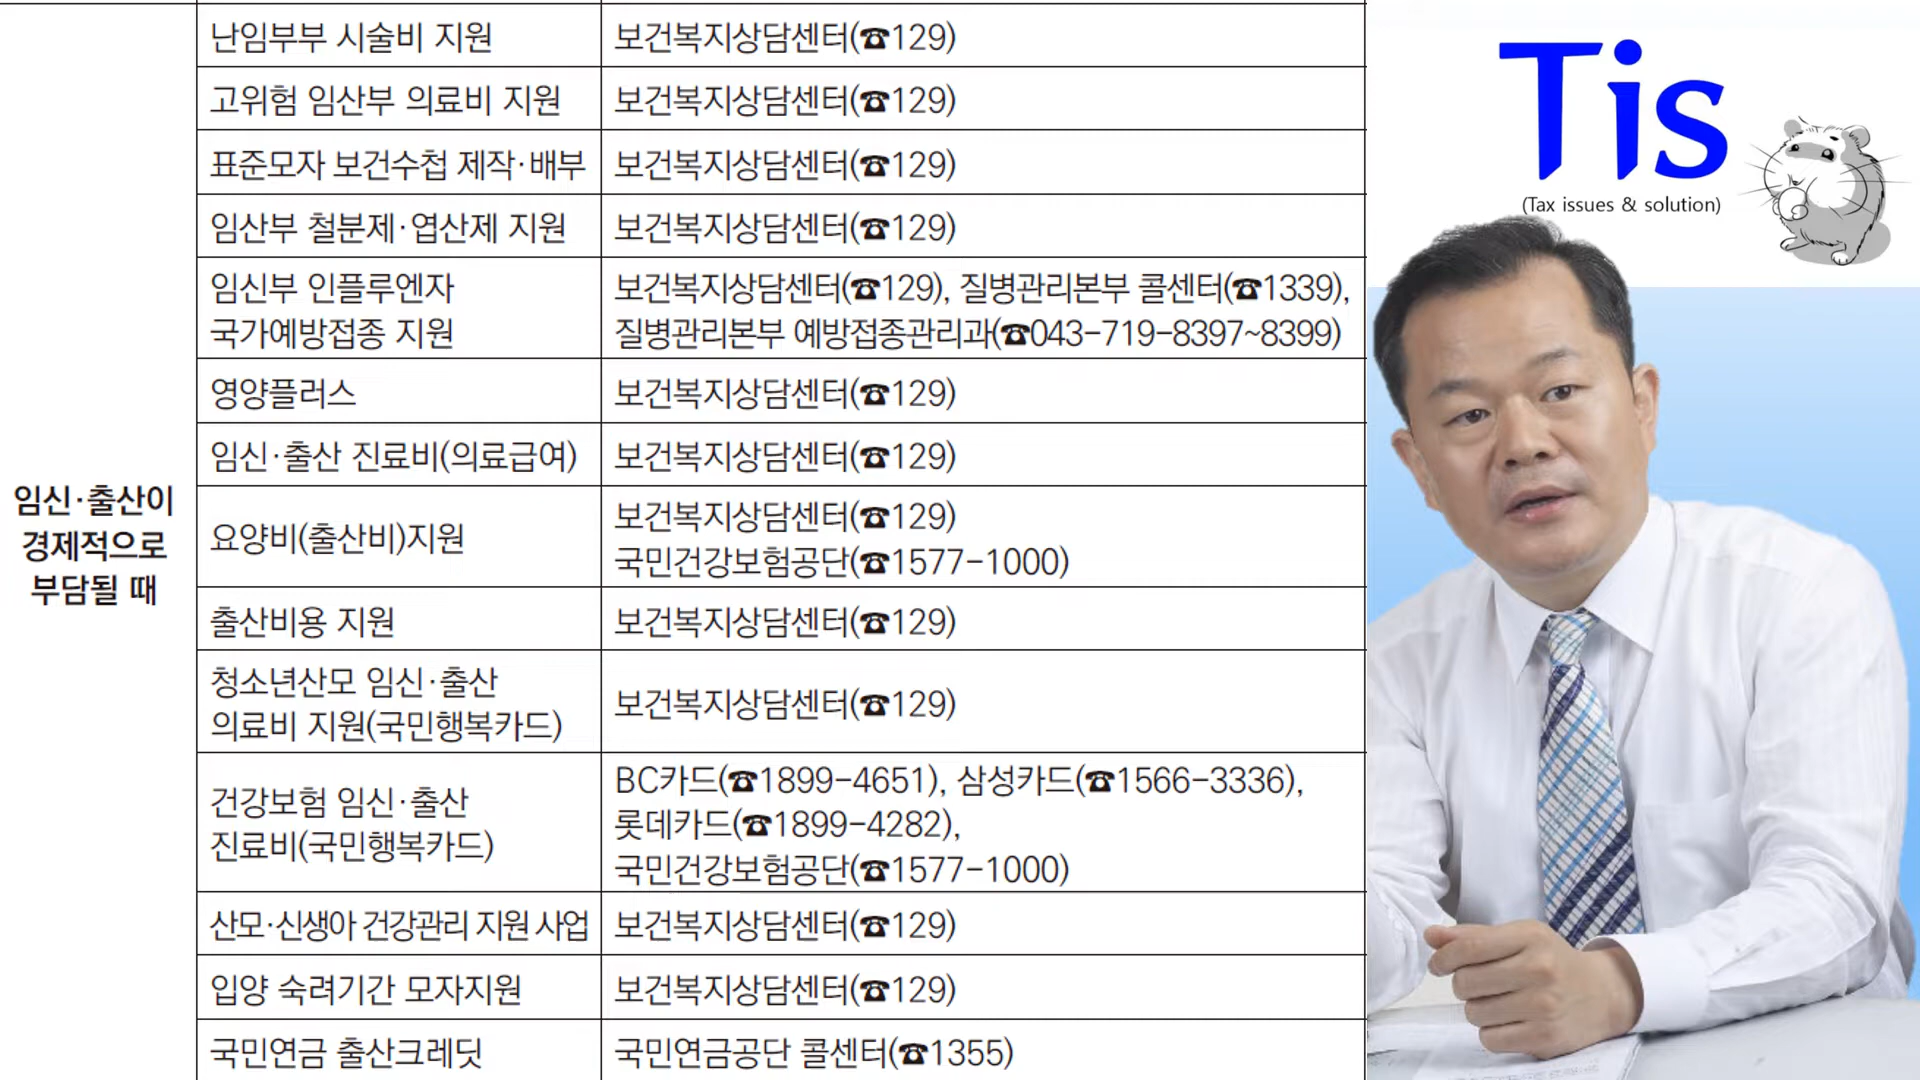 난임부부 시술비 지원
보건복지상담센터(☎129)
고위험 임산부 의료비 지원
보건복지상담센터(☎129)
표준모자 보건수첩 제작·배부
보건복지상담센터(☎129)
임산부 철분제·엽산제 지원
보건복지상담센터(☎129)
임신부 인플루엔자
국가예방접종 지원
보건복지상담센터(☎129), 질병관리본부 콜센터(☎1339),
질병관리본부 예방접종관리과(☎043-719-8397~8399)
영양플러스
보건복지상담센터(☎129)
임신·출산 진료비(의료급여)
보건복지상담센터(☎129)
임신·출산이
경제적으로
부담될 때
요양비(출산비)지원
보건복지상담센터(☎129)
국민건강보험공단(☎1577-1000)
출산비용 지원
보건복지상담센터(☎129)
청소년산모 임신·출산
의료비 지원(국민행복카드)
보건복지상담센터(☎129)
건강보험 임신·출산
진료비(국민행복카드)
BC카드(☎1899-4651), 삼성카드(☎1566-3336),
롯데카드(☎1899-4282),
국민건강보험공단(☎1577-1000)
산모·신생아 건강관리 지원 사업
보건복지상담센터(☎129)
입양 숙려기간 모자지원
보건복지상담센터(☎129)
국민연금 출산크레딧
국민연금공단 콜센터(☎1355)
Tis
(Tax issues & solution)